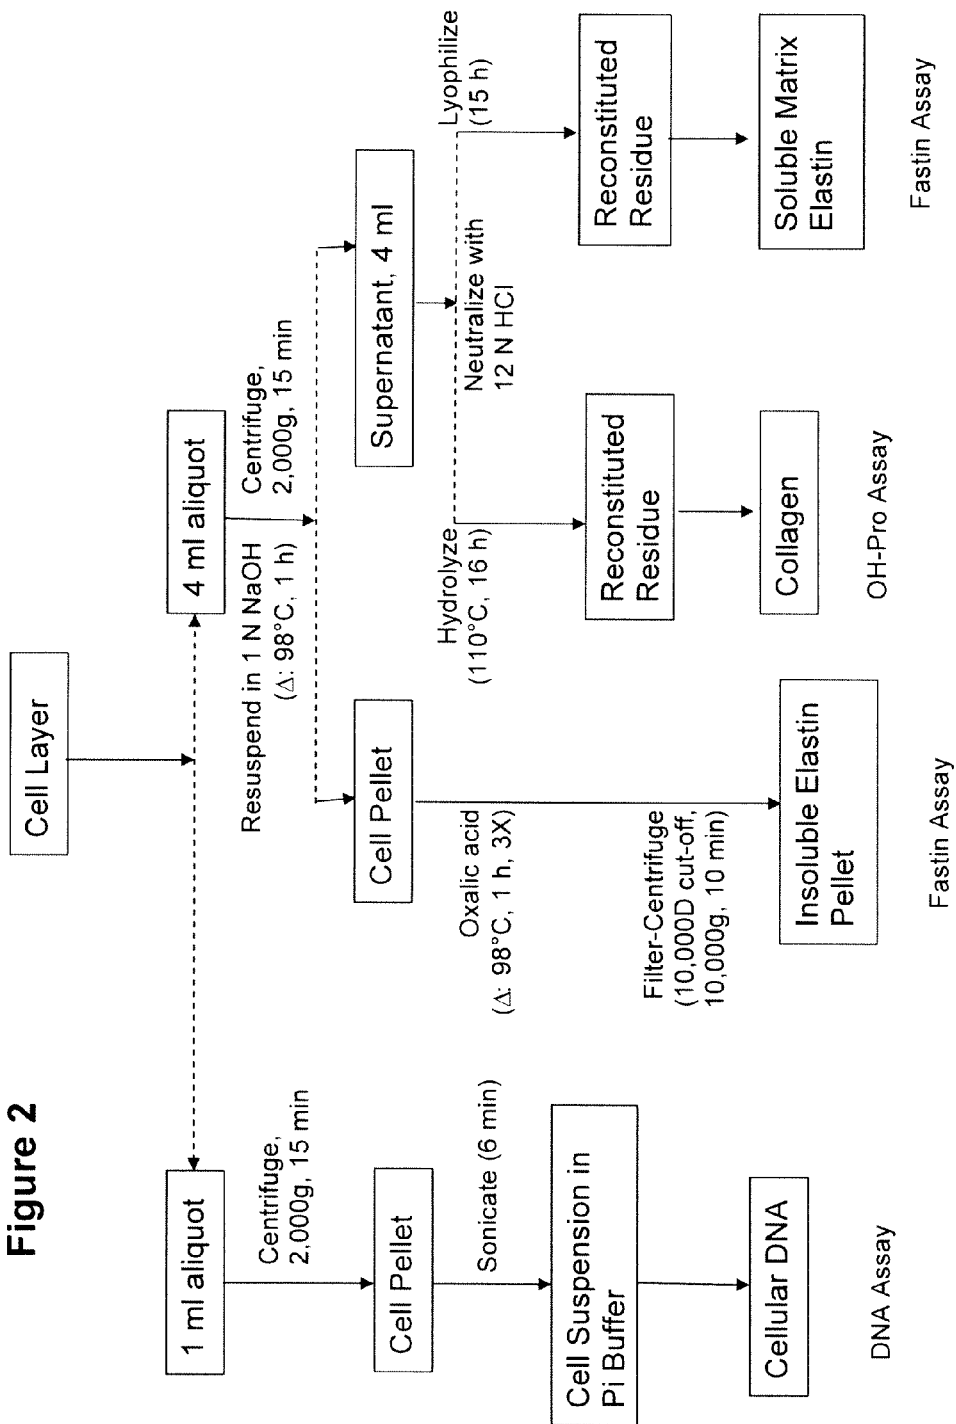 Figure 2
Cell Layer
1 ml aliquot
4 ml aliquot
Centrifuge,
2,000g, 15 min
Resuspend in 1 N NaOH
(Δ: 98°C, 1 h)
Centrifuge,
2,000g, 15 min
Cell Pellet
Cell Pellet
Supernatant, 4 ml
Sonicate (6 min)
Oxalic acid
(Δ: 98°C, 1 h, 3X)
Hydrolyze
(110°C, 16 h)
Neutralize with
12 N HCl
Lyophilize
(15 h)
Cell Suspension in
Pi Buffer
Filter-Centrifuge
(10,000D cut-off,
10,000g, 10 min)
Reconstituted
Residue
Reconstituted
Residue
Cellular DNA
Insoluble Elastin
Pellet
Collagen
Soluble Matrix
Elastin
DNA Assay
Fastin Assay
OH-Pro Assay
Fastin Assay